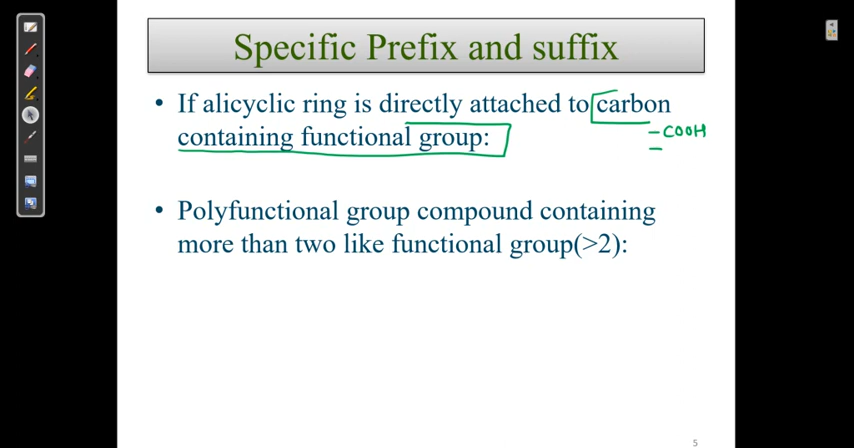 Specific Prefix and suffix
• If alicyclic ring is directly attached to carbon
containing functional group:
-COOH
-
• Polyfunctional group compound containing
more than two like functional group(>2):
5